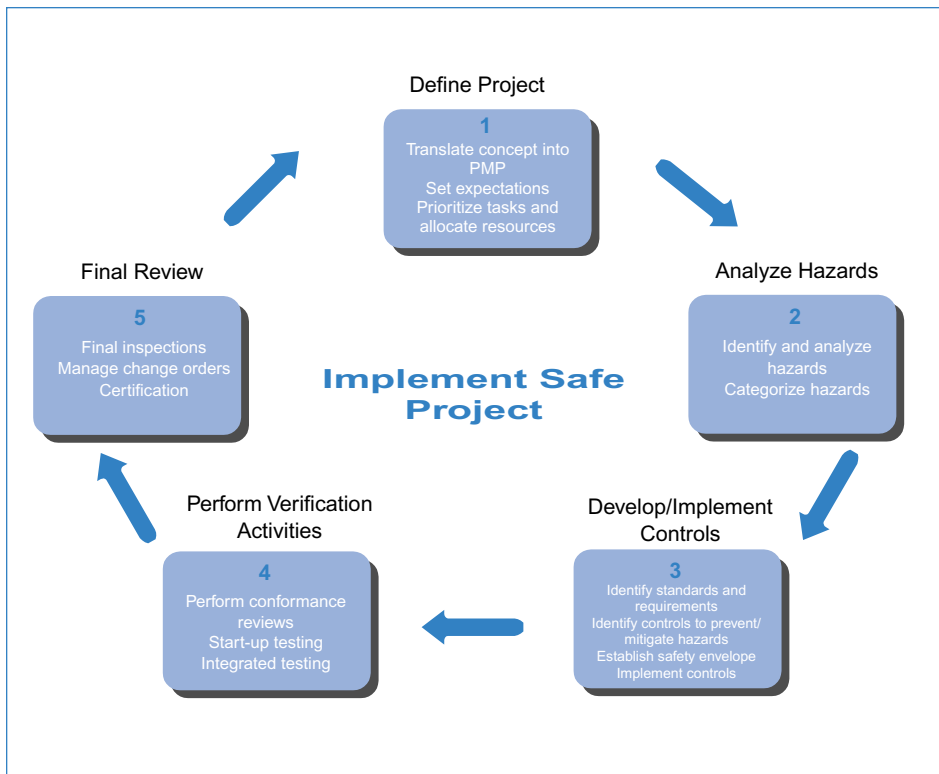 Define Project
1
Translate concept into
PMP
Set expectations
Prioritize tasks and
allocate resources
Analyze Hazards
2
Identify and analyze
hazards
Categorize hazards
Develop/Implement
Controls
3
Identify standards and
requirements
Identify controls to prevent/
mitigate hazards
Establish safety envelope
Implement controls
Perform Verification
Activities
4
Perform conformance
reviews
Start-up testing
Integrated testing
Final Review
5
Final inspections
Manage change orders
Certification
Implement Safe
Project